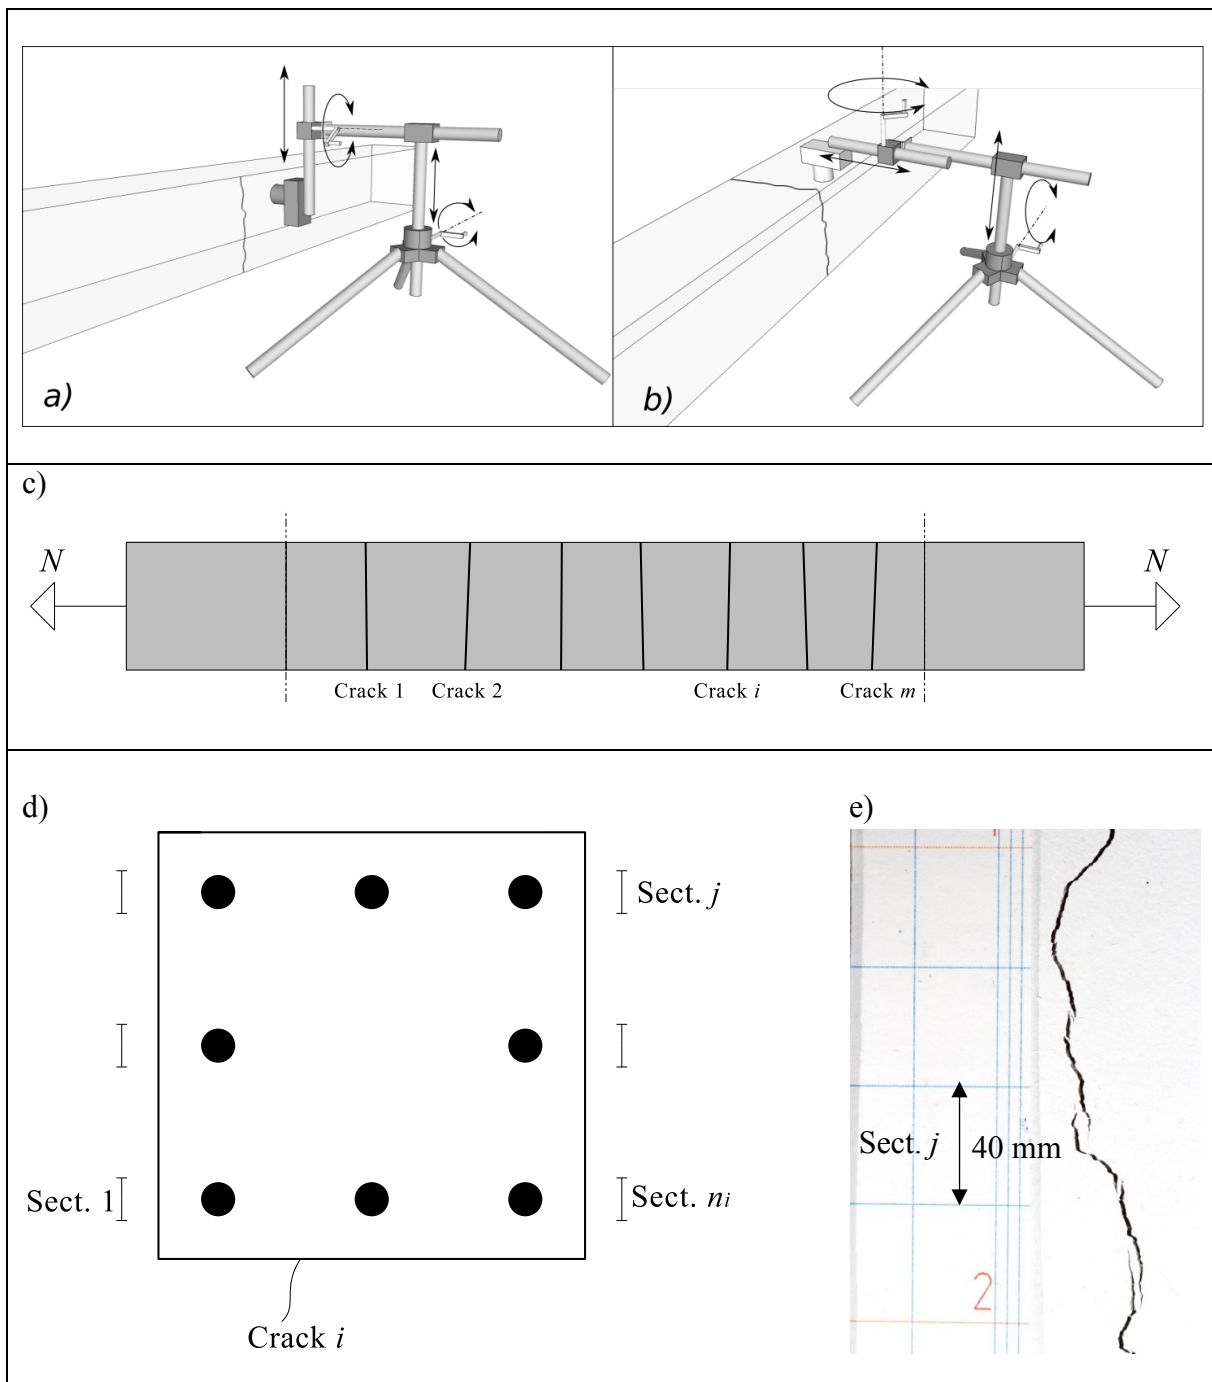 a)
b)
c)
N
N
Crack 1
Crack 2
Crack i
Crack m
d)
Sect. j
Sect. 1
Sect. nᵢ
Crack i
e)
Sect. j
40 mm
2